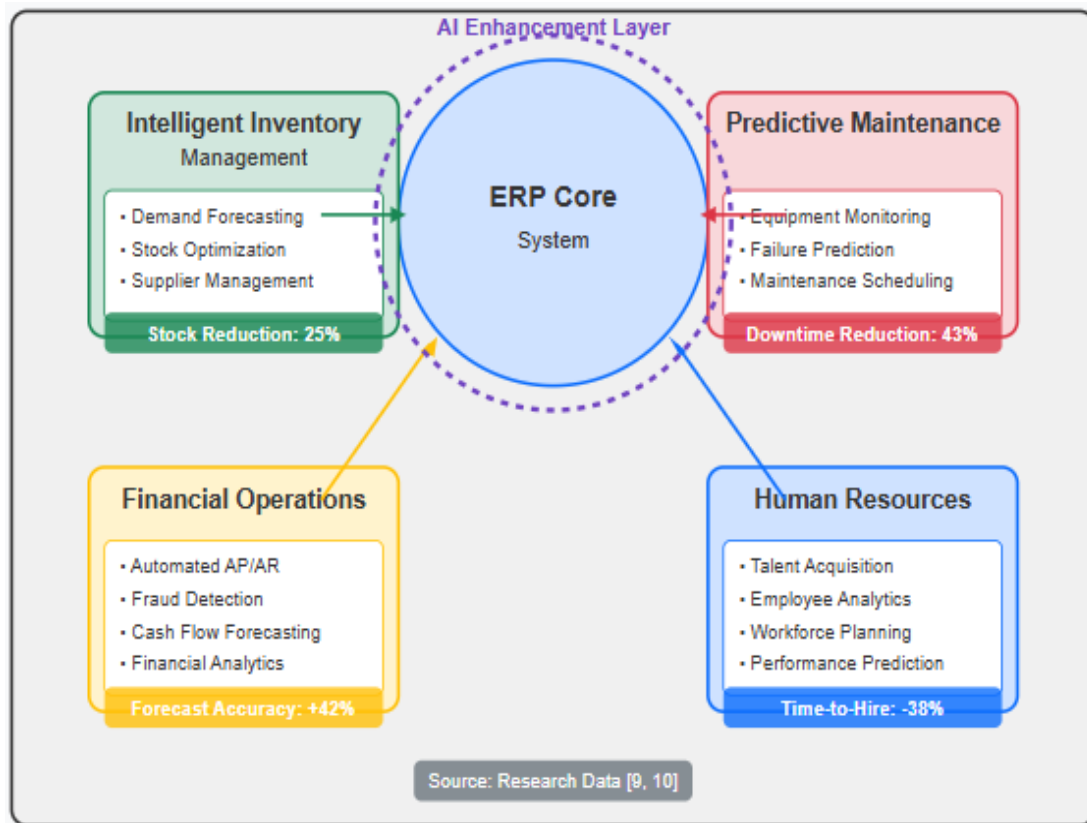 AI Enhancement Layer
Intelligent Inventory
Management
• Demand Forecasting
• Stock Optimization
• Supplier Management
Stock Reduction: 25%
ERP Core
System
Predictive Maintenance
• Equipment Monitoring
• Failure Prediction
• Maintenance Scheduling
Downtime Reduction: 43%
Financial Operations
• Automated AP/AR
• Fraud Detection
• Cash Flow Forecasting
• Financial Analytics
Forecast Accuracy: +42%
Human Resources
• Talent Acquisition
• Employee Analytics
• Workforce Planning
• Performance Prediction
Time-to-Hire: -38%
Source: Research Data [9, 10]